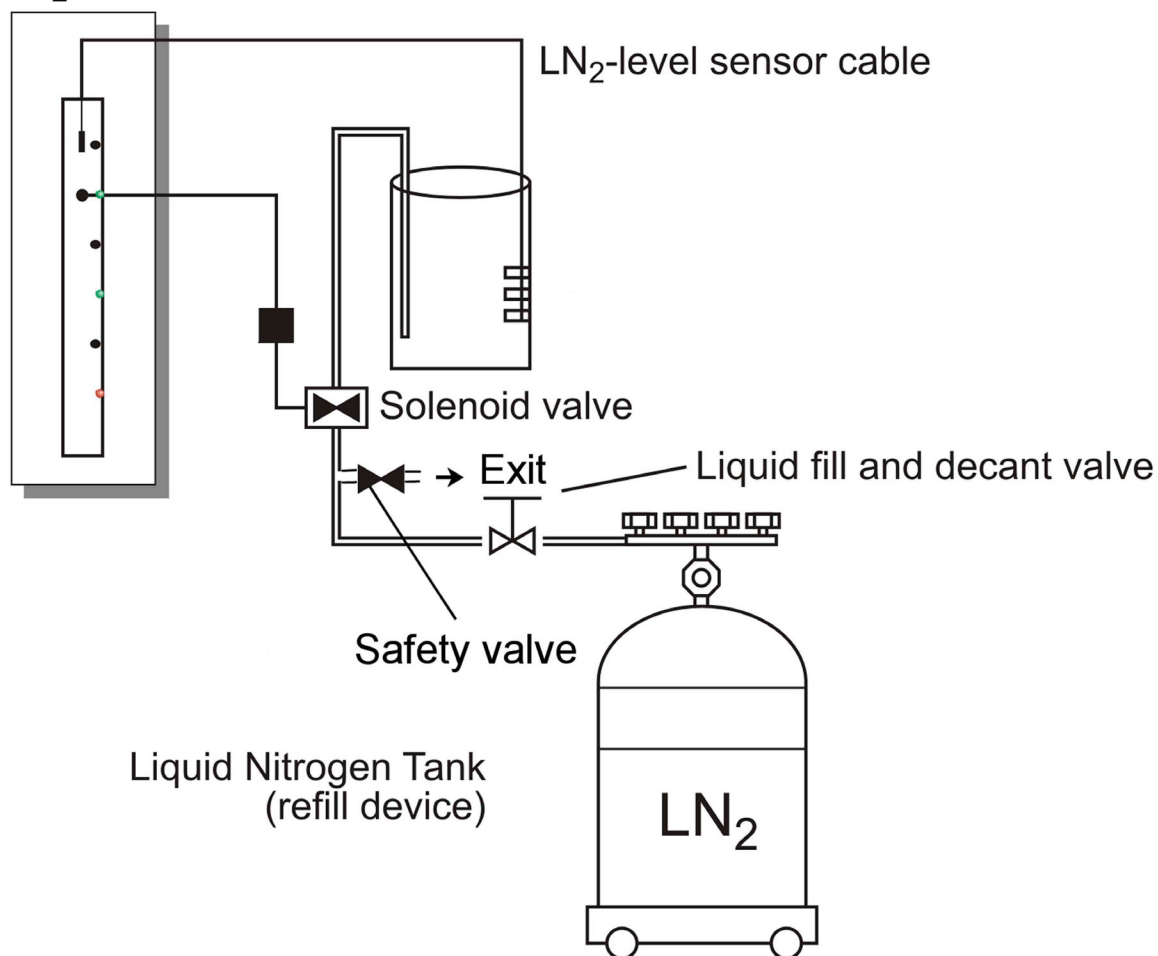 LN₂-level sensor cable
Solenoid valve
Exit
Liquid fill and decant valve
Safety valve
Liquid Nitrogen Tank
(refill device)
LN₂